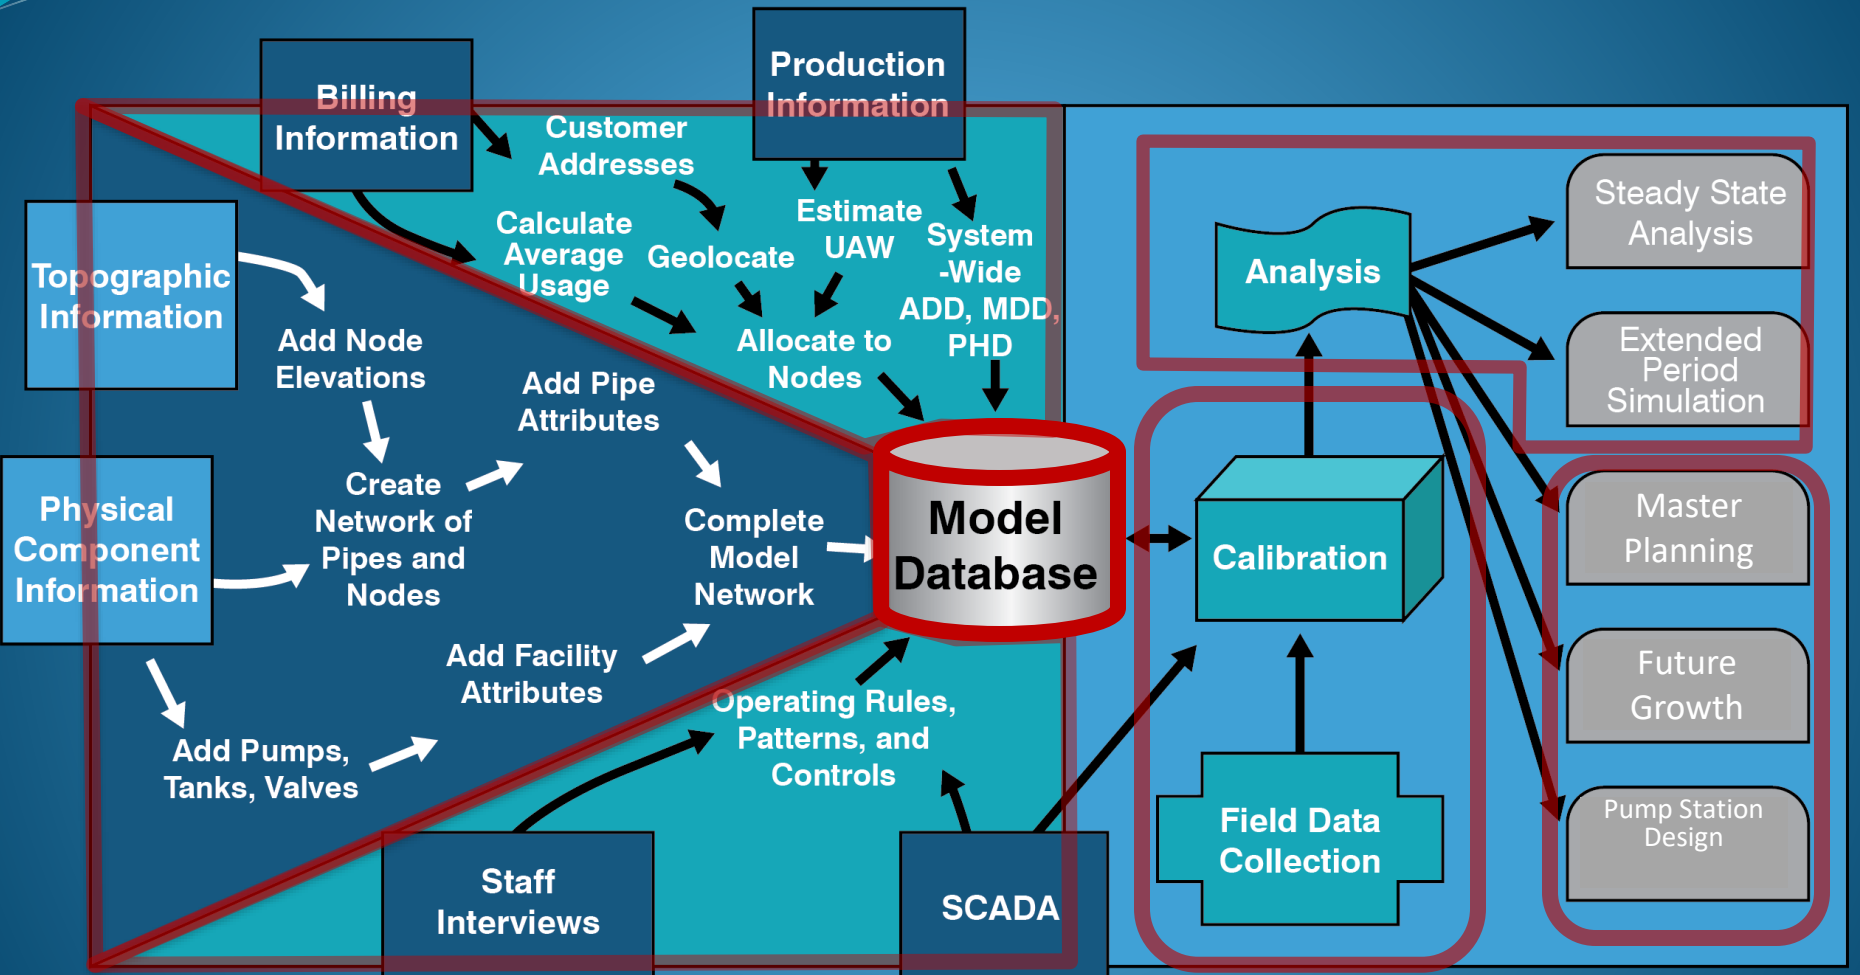 Billing
Information
Production
Information
Customer
Addresses
Calculate
Average
Usage
Geolocate
Estimate
UAW
System
-Wide
ADD, MDD,
PHD
Allocate to
Nodes
Topographic
Information
Add Node
Elevations
Add Pipe
Attributes
Physical
Component
Information
Create
Network of
Pipes and
Nodes
Complete
Model
Network
Add Facility
Attributes
Add Pumps,
Tanks, Valves
Model
Database
Operating Rules,
Patterns, and
Controls
Staff
Interviews
SCADA
Analysis
Calibration
Field Data
Collection
Steady State
Analysis
Extended
Period
Simulation
Master
Planning
Future
Growth
Pump Station
Design